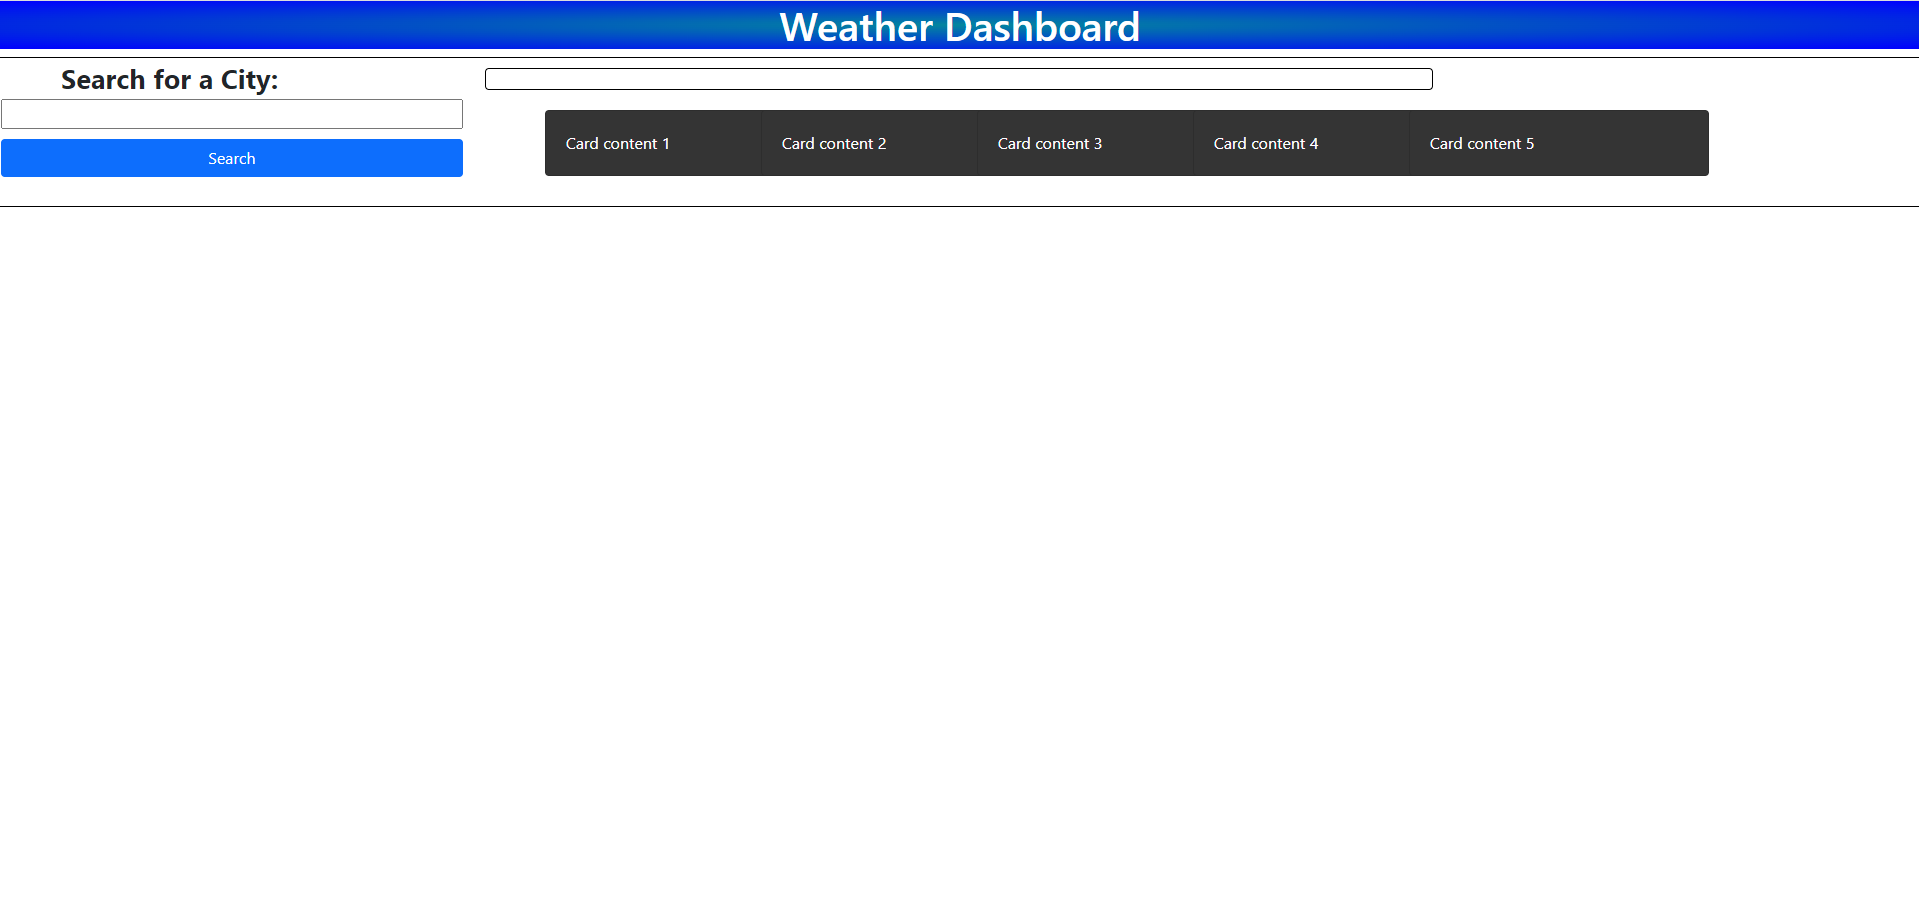 Weather Dashboard
Search for a City:
Search
Card content 1
Card content 2
Card content 3
Card content 4
Card content 5